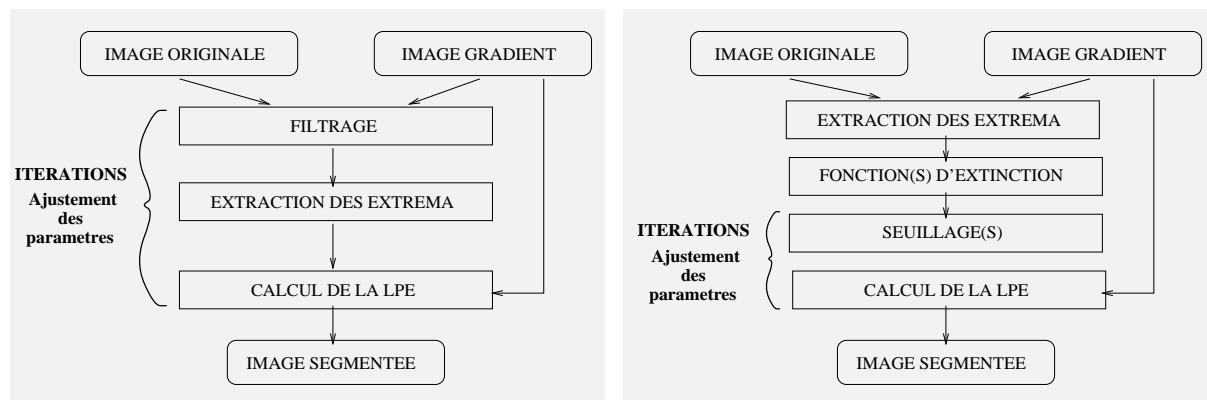 IMAGE ORIGINALE
IMAGE GRADIENT
FILTRAGE
ITERATIONS
Ajustement
des
parametres
EXTRACTION DES EXTREMA
CALCUL DE LA LPE
IMAGE SEGMENTEE
IMAGE ORIGINALE
IMAGE GRADIENT
EXTRACTION DES EXTREMA
FONCTION(S) D'EXTINCTION
ITERATIONS
Ajustement
des
parametres
SEUILLAGE(S)
CALCUL DE LA LPE
IMAGE SEGMENTEE